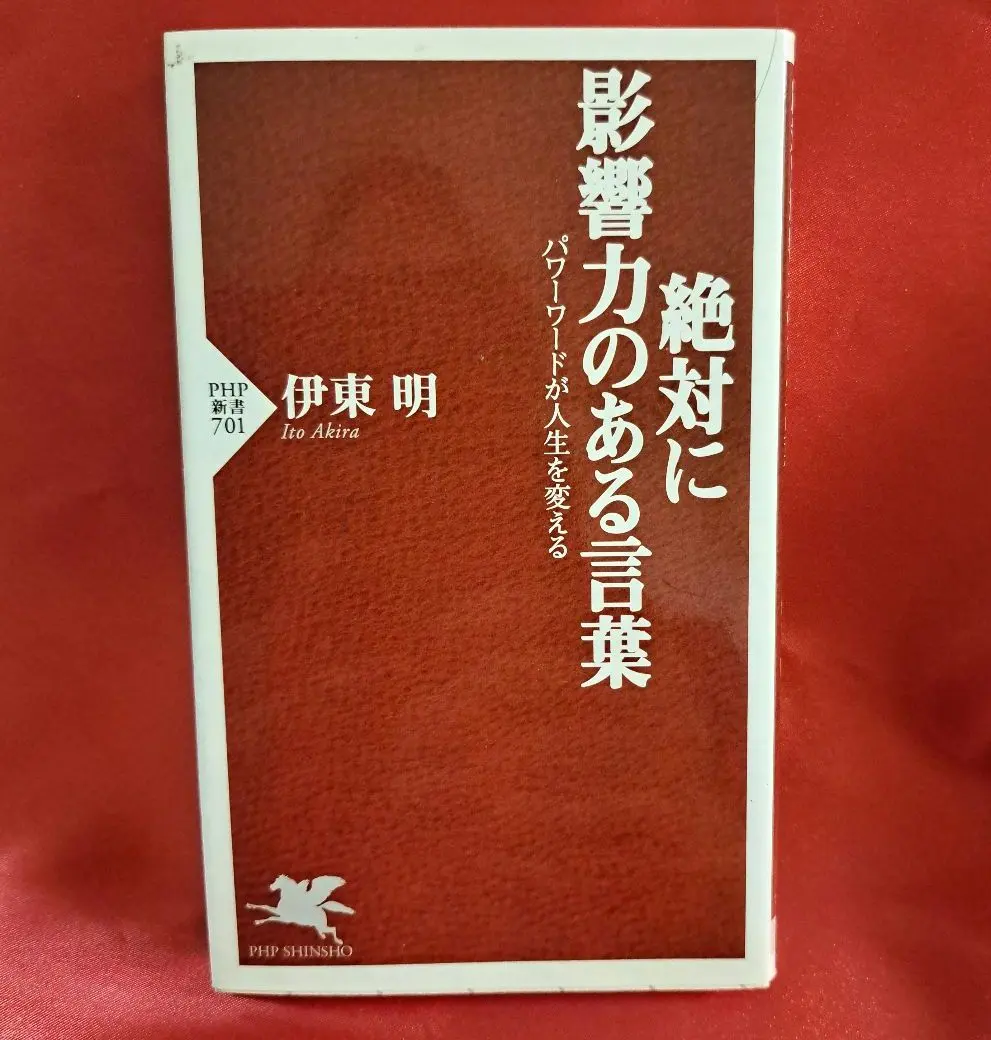 絶対に
影響力のある言葉
パワーワードが人生を変える
伊東 明
Ito Akira
PHP
新書
701
PHP SHINSHO